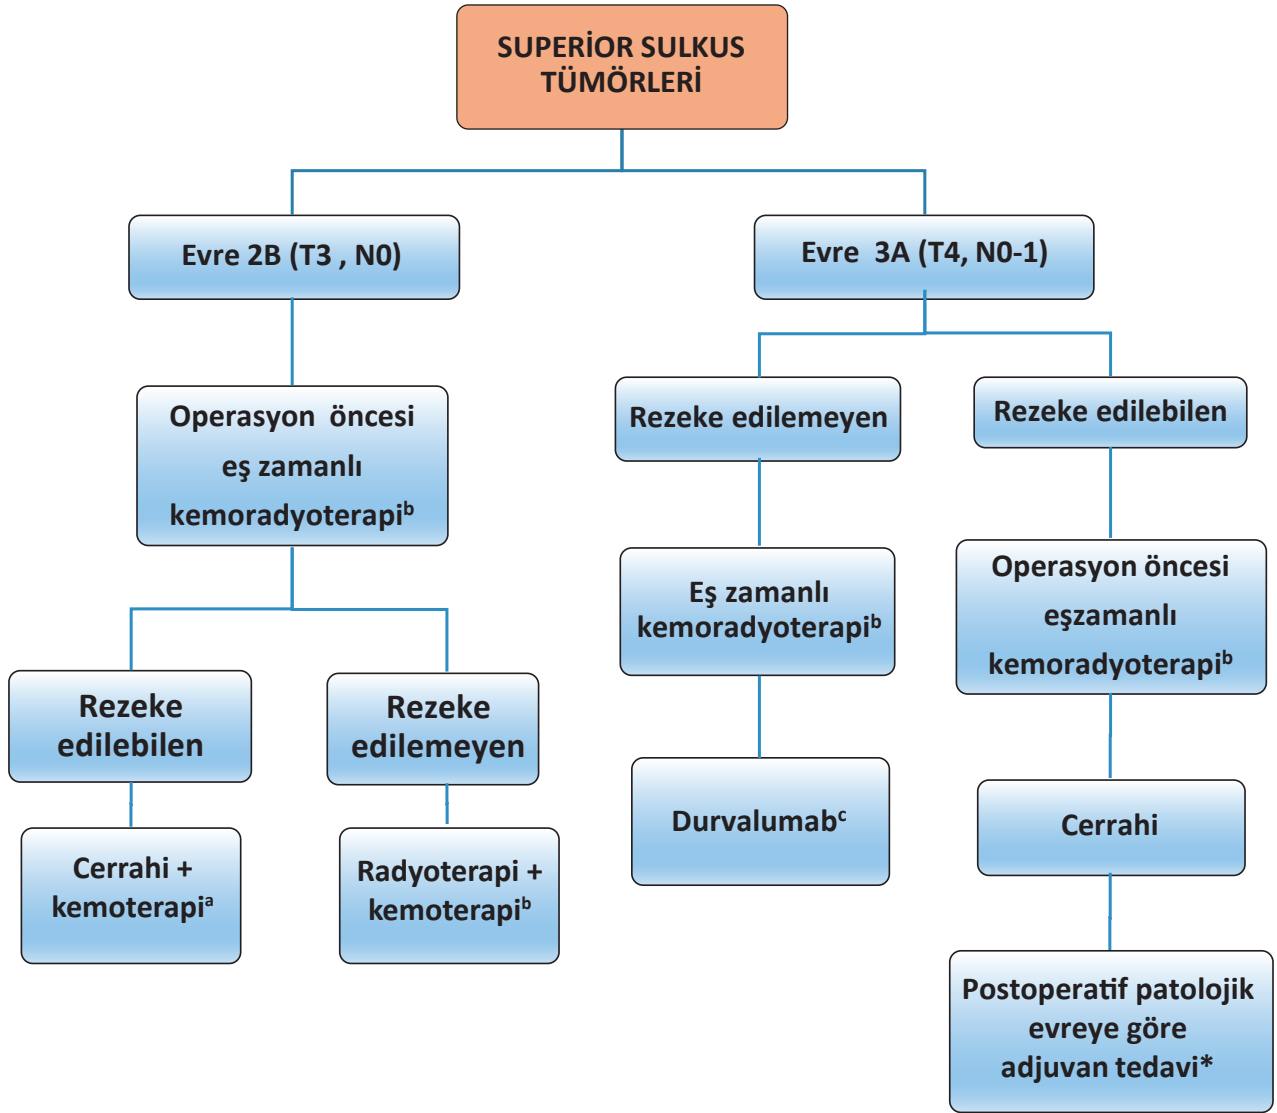 SUPERİOR SULKUS
TÜMÖRLERİ
Evre 2B (T3 , N0)
Operasyon öncesi
eş zamanlı
kemoradyoterapiᵇ
Rezeke
edilebilen
Cerrahi +
kemoterapiᵃ
Rezeke
edilemeyen
Radyoterapi +
kemoterapiᵇ
Evre 3A (T4, N0-1)
Rezeke edilemeyen
Eş zamanlı
kemoradyoterapiᵇ
Durvalumabᶜ
Rezeke edilebilen
Operasyon öncesi
eşzamanlı
kemoradyoterapiᵇ
Cerrahi
Postoperatif patolojik
evreye göre
adjuvan tedavi*